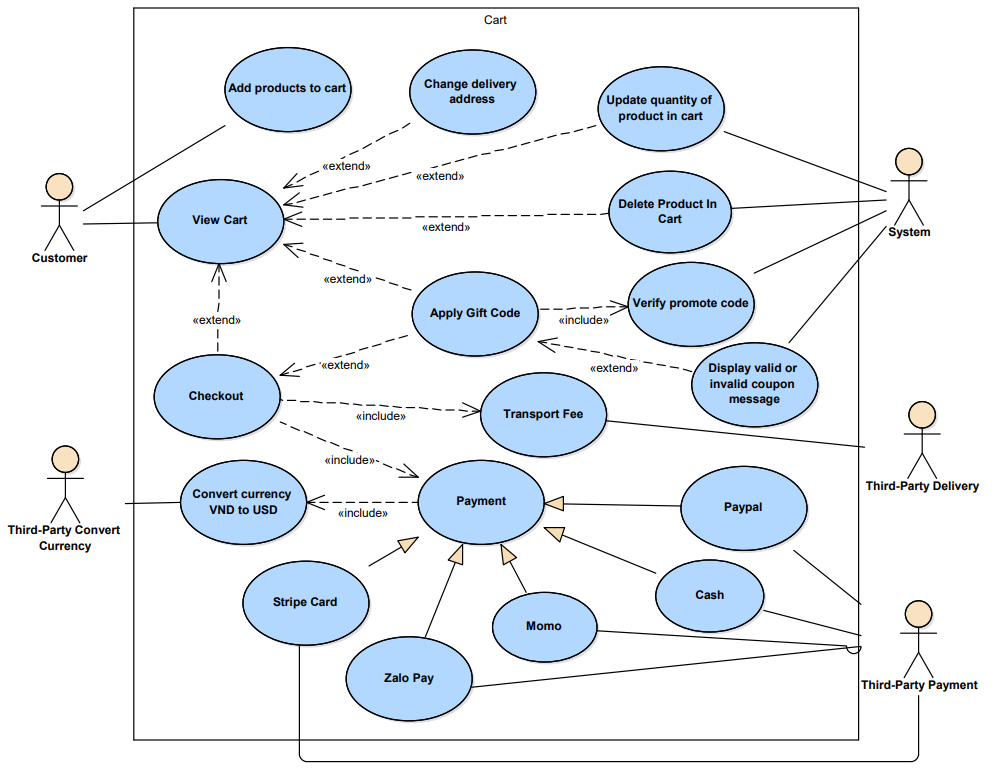 Cart
Add products to cart
Change delivery
address
Update quantity of
product in cart
«extend»
«extend»
View Cart
Delete Product In
Cart
«extend»
Customer
System
«extend»
Apply Gift Code
Verify promote code
«include»
«extend»
«extend»
«extend»
Display valid or
invalid coupon
message
Checkout
«include»
Transport Fee
«include»
Third-Party Delivery
Third-Party Convert
Currency
Convert currency
VND to USD
«include»
Payment
Paypal
Stripe Card
Cash
Momo
Zalo Pay
Third-Party Payment